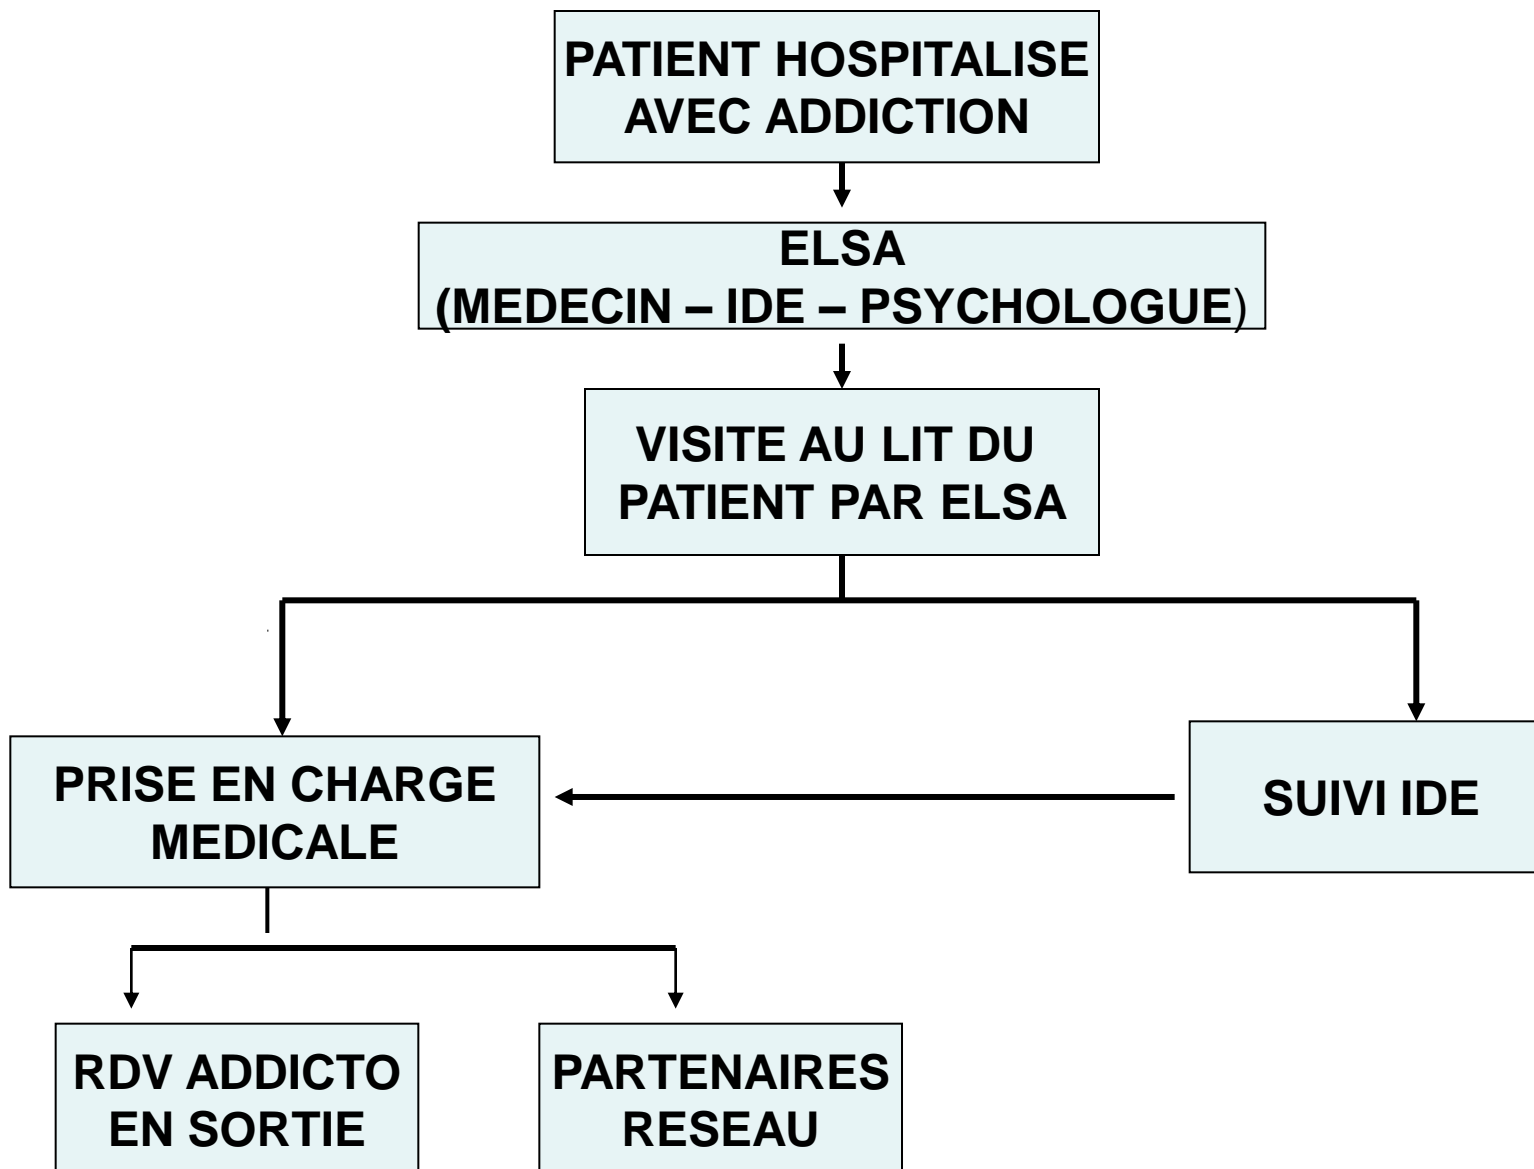 PATIENT HOSPITALISE
AVEC ADDICTION
ELSA
(MEDECIN – IDE – PSYCHOLOGUE)
VISITE AU LIT DU
PATIENT PAR ELSA
PRISE EN CHARGE
MEDICALE
SUIVI IDE
RDV ADDICTO
EN SORTIE
PARTENAIRES
RESEAU